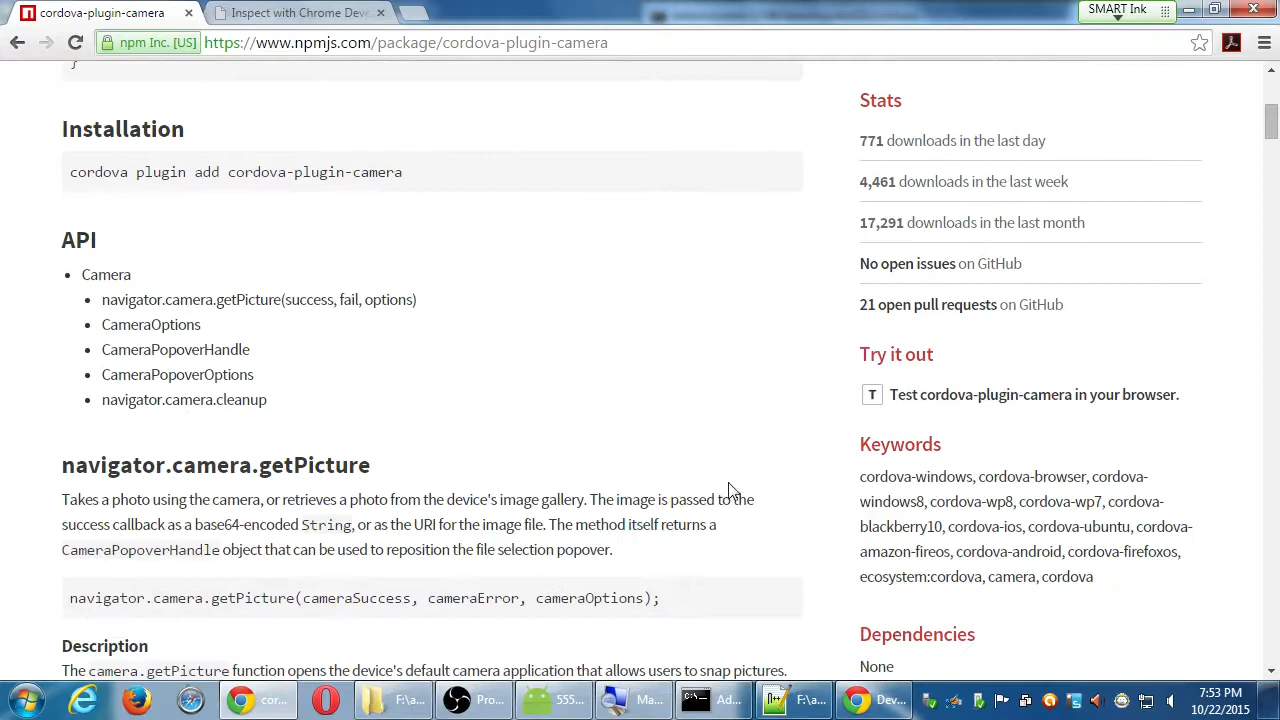 cordova-plugin-camera
Inspect with Chrome Deve
SMART Ink
npm Inc. [US]
https://www.npmjs.com/package/cordova-plugin-camera
}
Installation
cordova plugin add cordova-plugin-camera
API
Camera
navigator.camera.getPicture(success, fail, options)
CameraOptions
CameraPopoverHandle
CameraPopoverOptions
navigator.camera.cleanup
navigator.camera.getPicture
Takes a photo using the camera, or retrieves a photo from the device's image gallery. The image is passed to the
success callback as a base64-encoded String, or as the URI for the image file. The method itself returns a
CameraPopoverHandle object that can be used to reposition the file selection popover.
navigator.camera.getPicture(cameraSuccess, cameraError, cameraOptions);
Description
The camera.getPicture function opens the device's default camera application that allows users to snap pictures.
Stats
771 downloads in the last day
4,461 downloads in the last week
17,291 downloads in the last month
No open issues on GitHub
21 open pull requests on GitHub
Try it out
T Test cordova-plugin-camera in your browser.
Keywords
cordova-windows, cordova-browser, cordova-
windows8, cordova-wp8, cordova-wp7, cordova-
blackberry10, cordova-ios, cordova-ubuntu, cordova-
amazon-fireos, cordova-android, cordova-firefoxos,
ecosystem:cordova, camera, cordova
Dependencies
None
cor...
F:\a...
Pro...
555...
Ma...
Ad...
F:\a...
Dev...
7:53 PM
10/22/2015